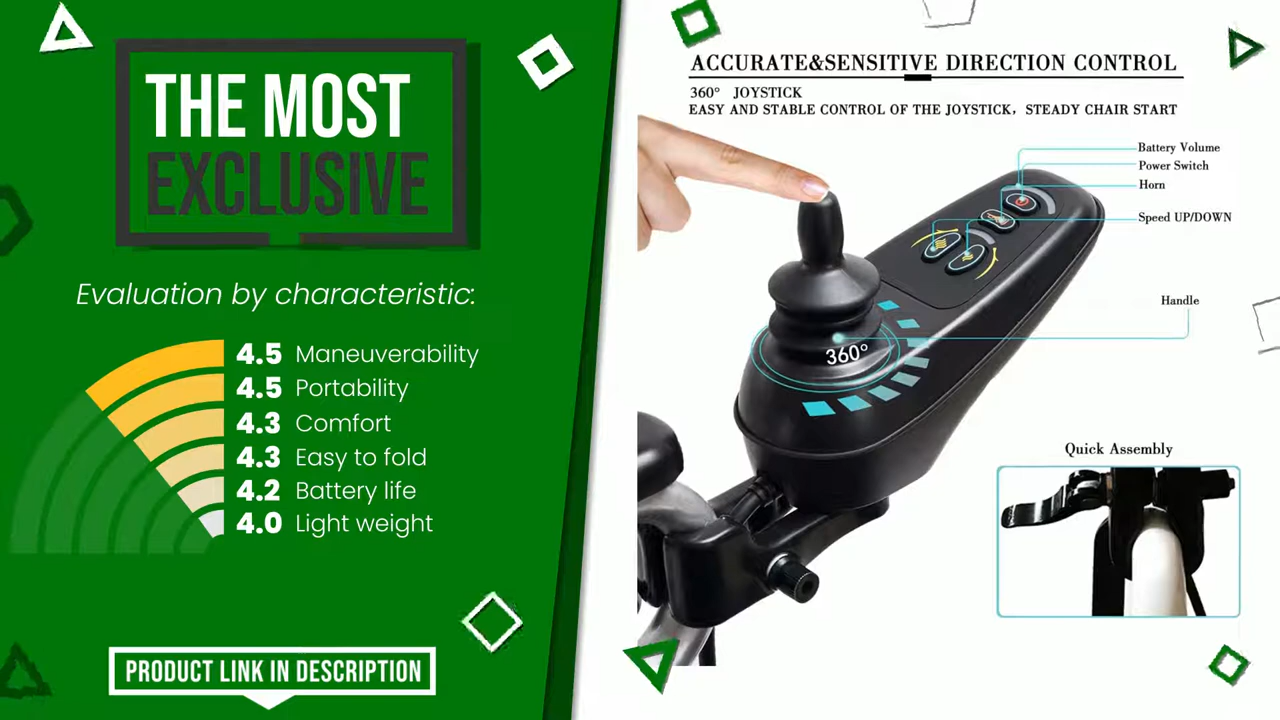 THE MOST
EXCLUSIVE
Evaluation by characteristic:
4.5 Maneuverability
4.5 Portability
4.3 Comfort
4.3 Easy to fold
4.2 Battery life
4.0 Light weight
PRODUCT LINK IN DESCRIPTION
ACCURATE&SENSITIVE DIRECTION CONTROL
360° JOYSTICK
EASY AND STABLE CONTROL OF THE JOYSTICK, STEADY CHAIR START
Battery Volume
Power Switch
Horn
Speed UP/DOWN
Handle
360°
Quick Assembly